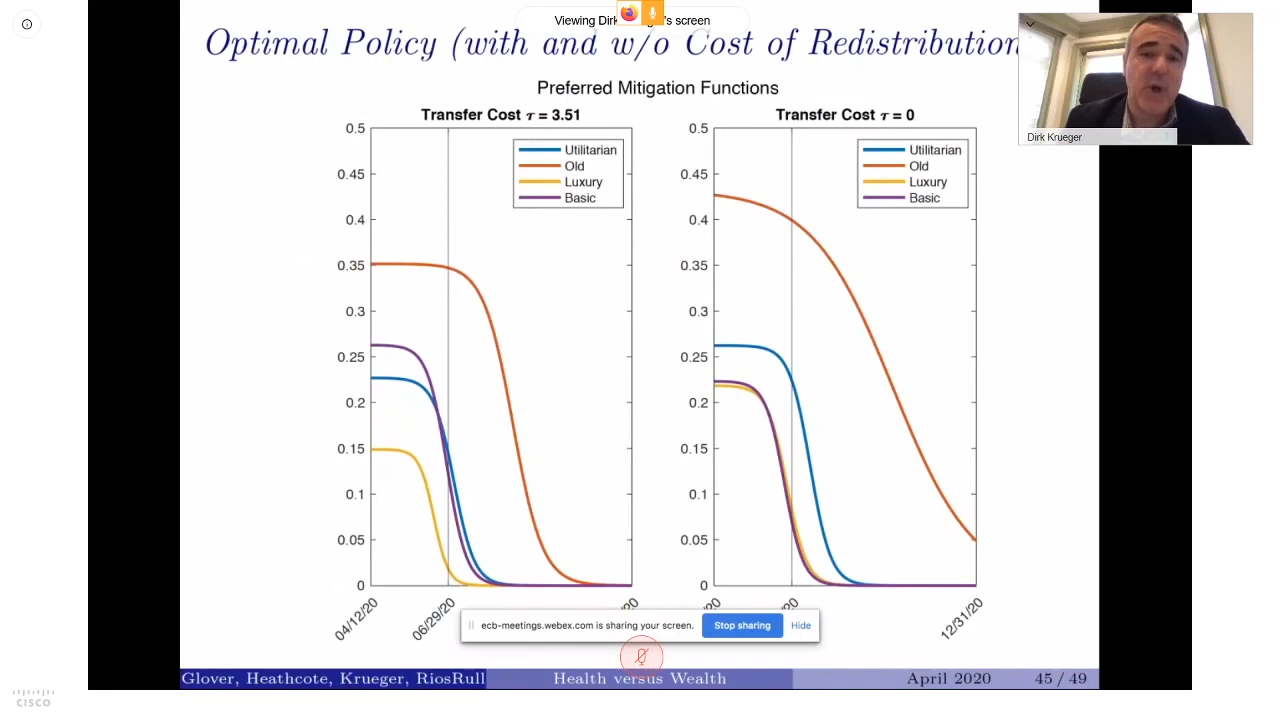 Viewing Dirk 's screen
Optimal Policy (with and w/o Cost of Redistribution
Dirk Krueger
Preferred Mitigation Functions
Transfer Cost τ = 3.51
Transfer Cost τ = 0
0.5
0.45
0.4
0.35
0.3
0.25
0.2
0.15
0.1
0.05
0
Utilitarian
Old
Luxury
Basic
04/12/20
06/29/20
20
0.5
0.45
0.4
0.35
0.3
0.25
0.2
0.15
0.1
0.05
0
Utilitarian
Old
Luxury
Basic
20
20
12/31/20
ecb-meetings.webex.com is sharing your screen.
Stop sharing
Hide
Glover, Heathcote, Krueger, RiosRull
Health versus Wealth
April 2020
45 / 49
CISCO